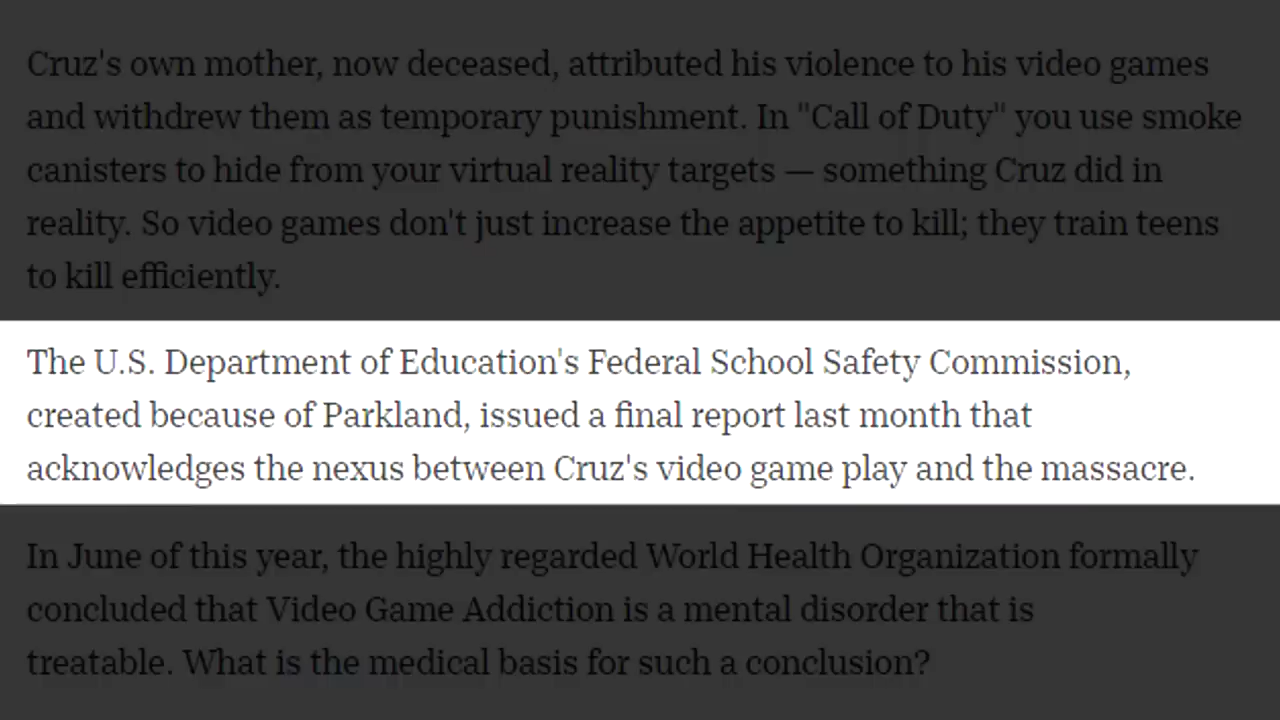 Cruz's own mother, now deceased, attributed his violence to his video games
and withdrew them as temporary punishment. In "Call of Duty" you use smoke
canisters to hide from your virtual reality targets — something Cruz did in
reality. So video games don't just increase the appetite to kill; they train teens
to kill efficiently.
The U.S. Department of Education's Federal School Safety Commission,
created because of Parkland, issued a final report last month that
acknowledges the nexus between Cruz's video game play and the massacre.
In June of this year, the highly regarded World Health Organization formally
concluded that Video Game Addiction is a mental disorder that is
treatable. What is the medical basis for such a conclusion?